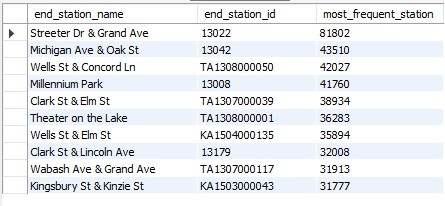 end_station_name end_station_id most_frequent_station
Streeter Dr & Grand Ave 13022 81802
Michigan Ave & Oak St 13042 43510
Wells St & Concord Ln TA1308000050 42027
Millennium Park 13008 41760
Clark St & Elm St TA1307000039 38934
Theater on the Lake TA1308000001 36283
Wells St & Elm St KA1504000135 35894
Clark St & Lincoln Ave 13179 32008
Wabash Ave & Grand Ave TA1307000117 31913
Kingsbury St & Kinzie St KA1503000043 31777